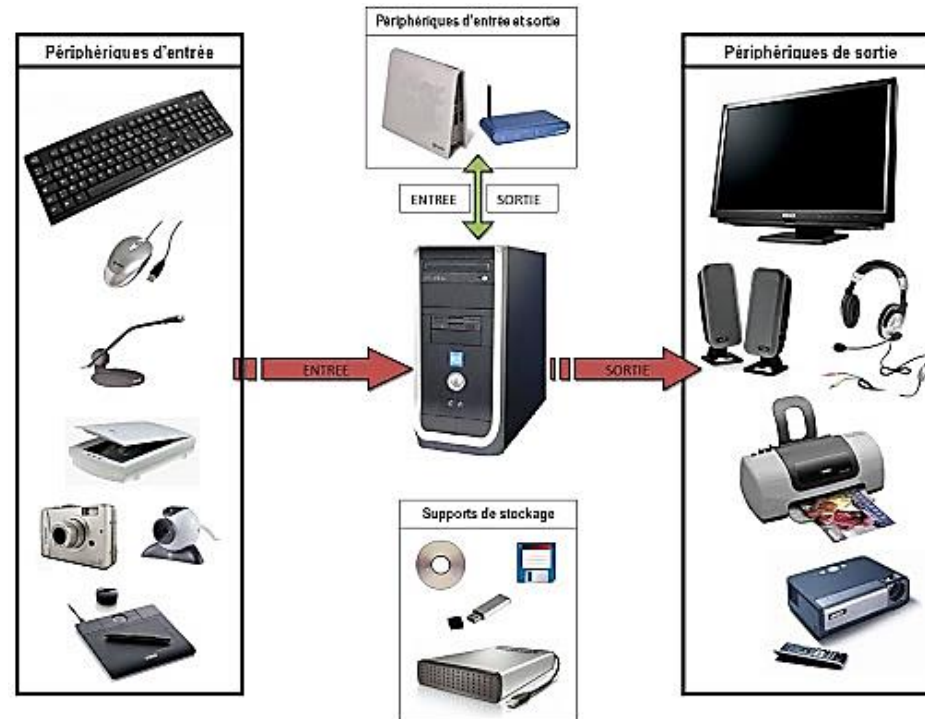 Périphériques d'entrée et sortie
Périphériques d'entrée
Périphériques de sortie
ENTREE
SORTIE
ENTREE
SORTIE
Supports de stockage